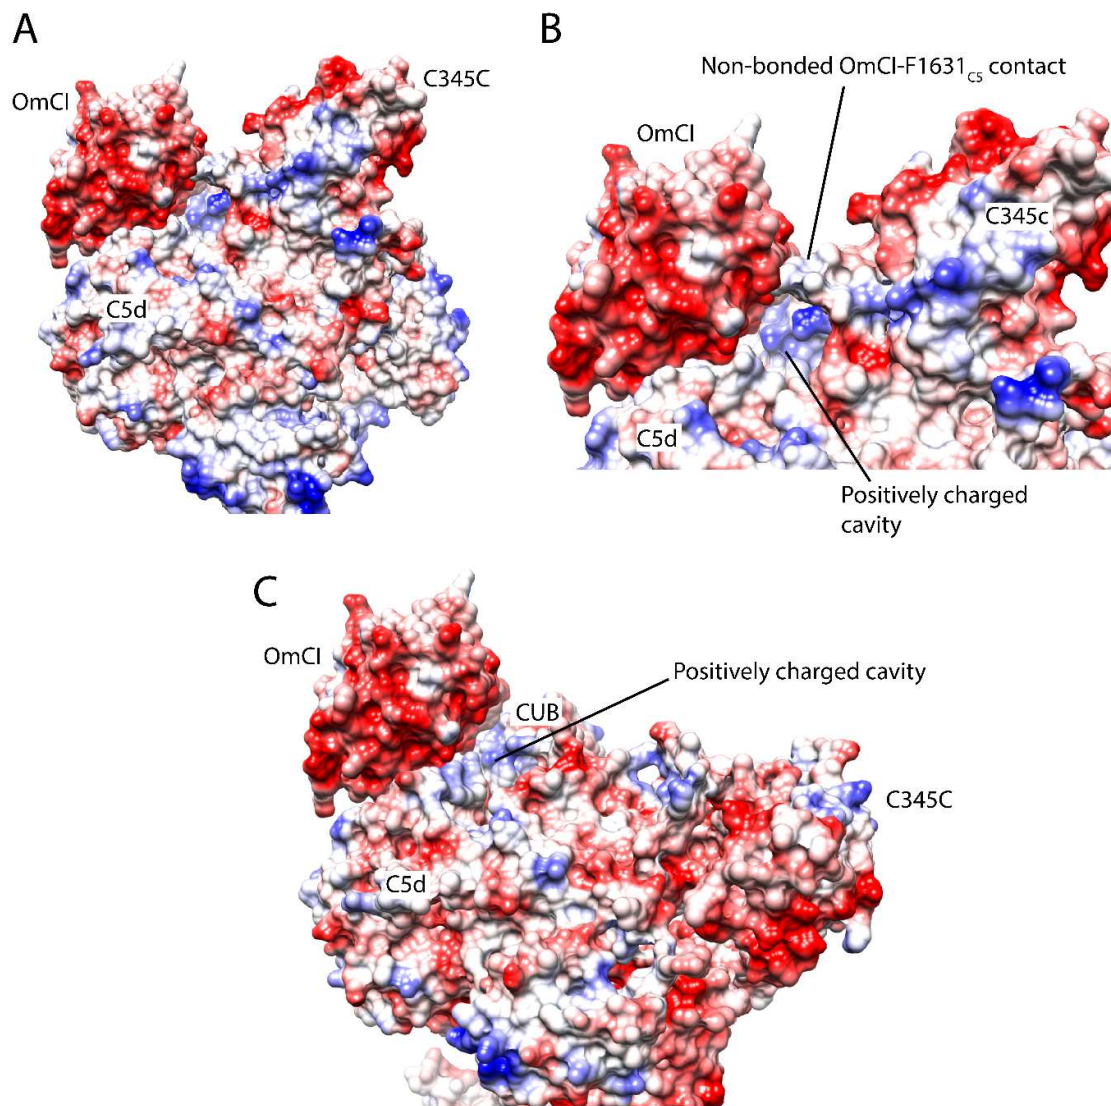 A
OmCI
C345C
C5d
B
Non-bonded OmCI-F1631C5 contact
OmCI
C345c
C5d
Positively charged
cavity
C
OmCI
Positively charged cavity
CUB
C345C
C5d